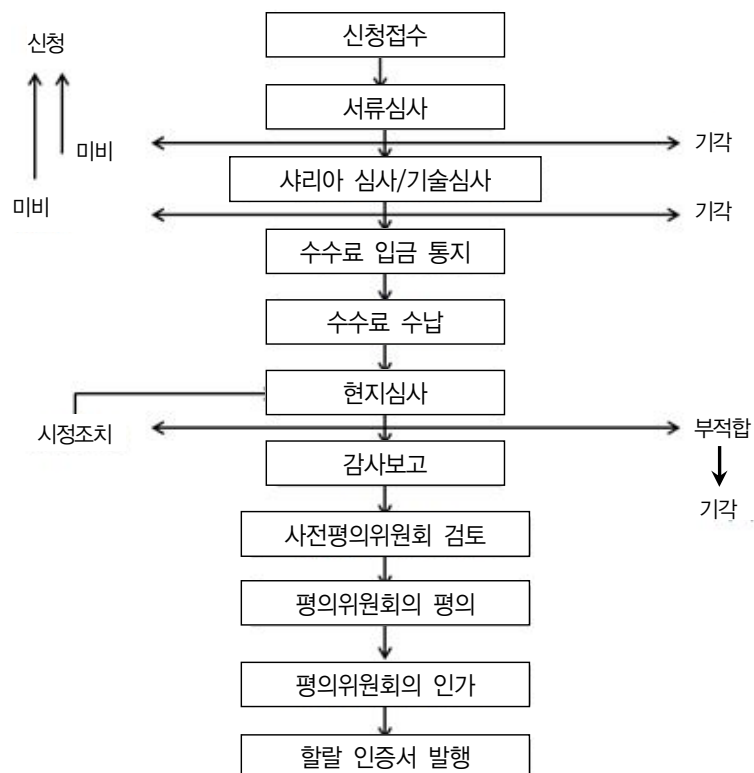 신청접수
신청
서류심사
미비
기각
샤리아 심사/기술심사
미비
기각
수수료 입금 통지
수수료 수납
현지심사
시정조치
부적합
감사보고
기각
사전평의위원회 검토
평의위원회의 평의
평의위원회의 인가
할랄 인증서 발행